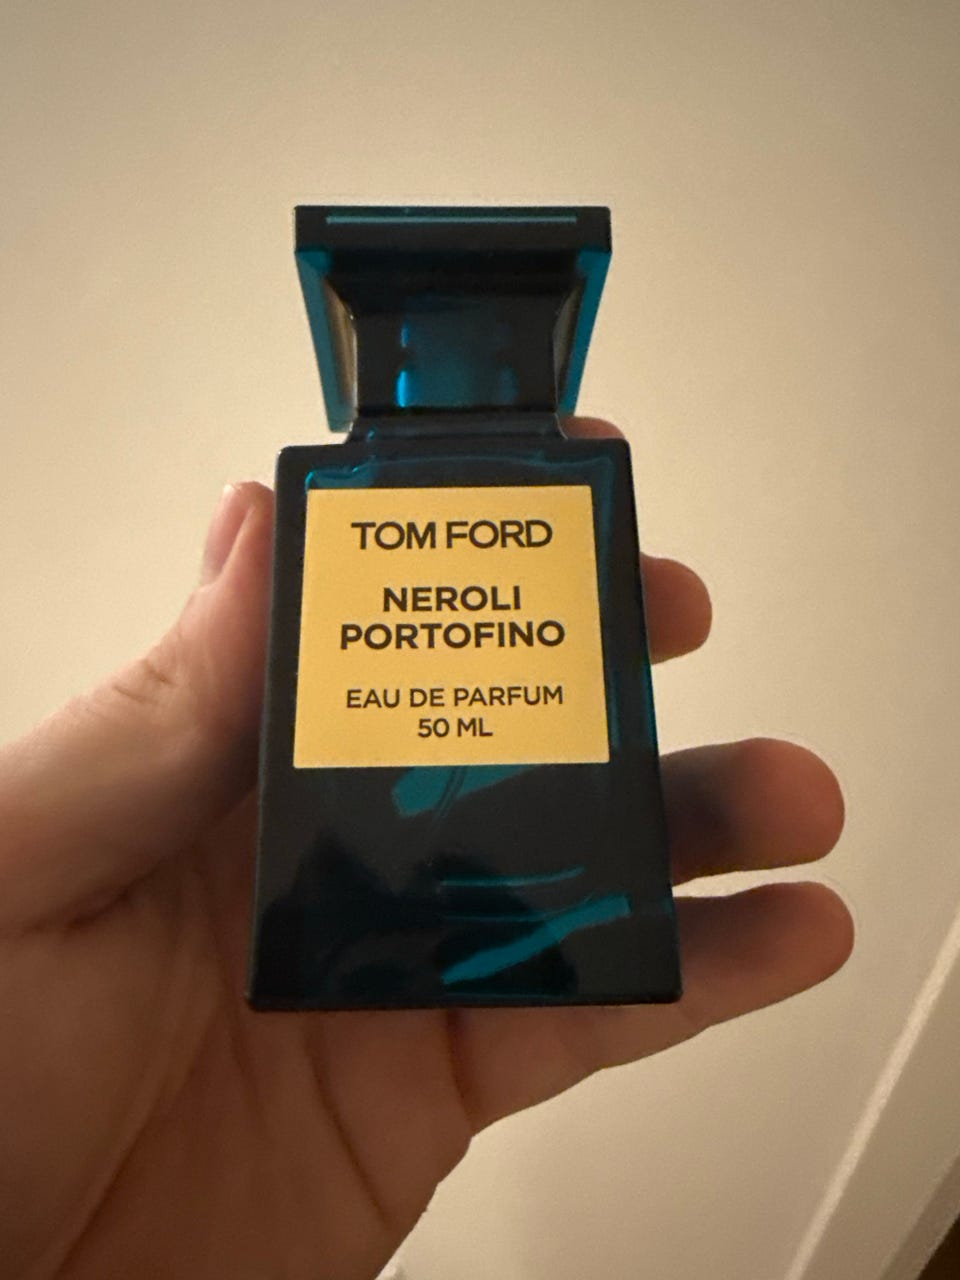 TOM FORD
NEROLI
PORTOFINO
EAU DE PARFUM
50 ML